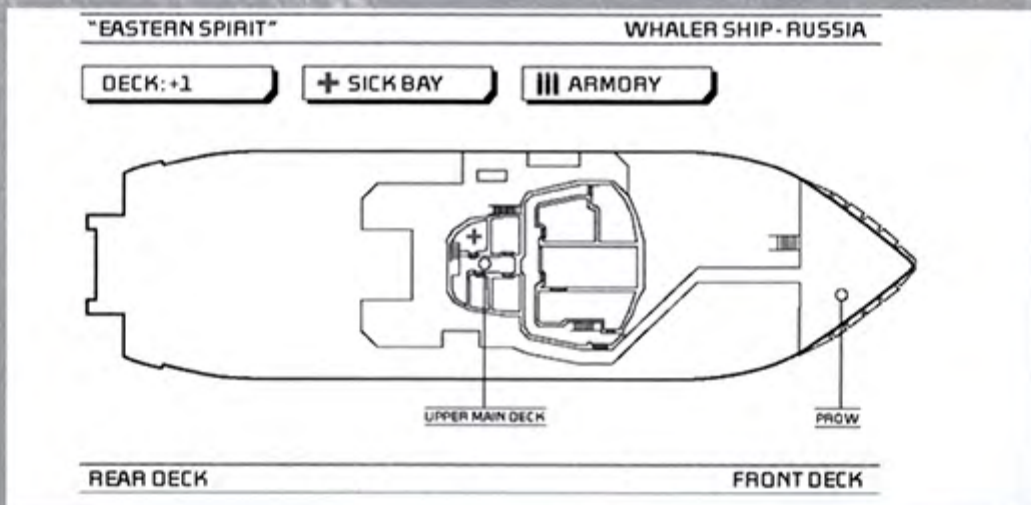 "EASTERN SPIRIT" WHALER SHIP - RUSSIA
DECK: +1 SICK BAY ARMORY
UPPER MAIN DECK PROW
REAR DECK FRONT DECK